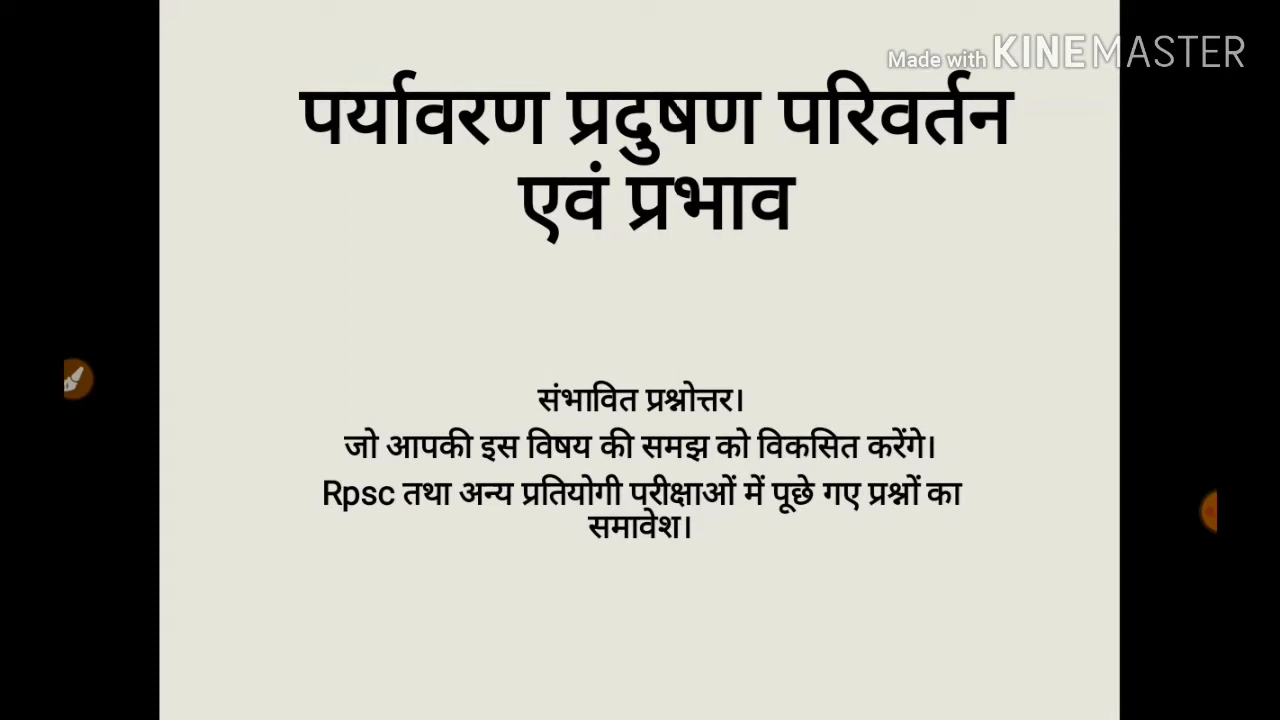 Made with KINEMASTER
पर्यावरण प्रदुषण परिवर्तन
एवं प्रभाव
संभावित प्रश्नोत्तर।
जो आपकी इस विषय की समझ को विकसित करेंगे।
Rpsc तथा अन्य प्रतियोगी परीक्षाओं में पूछे गए प्रश्नों का
समावेश।